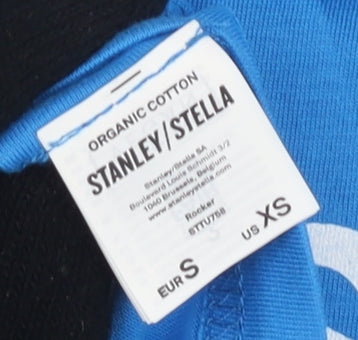 ORGANIC COTTON
STANLEY/STELLA
Stanley/Stella SA
Boulevard Louis Schmidt 3/2
1040 Brussels, Belgium
www.stanleystella.com
Rocker
STTU758
EUR S US XS